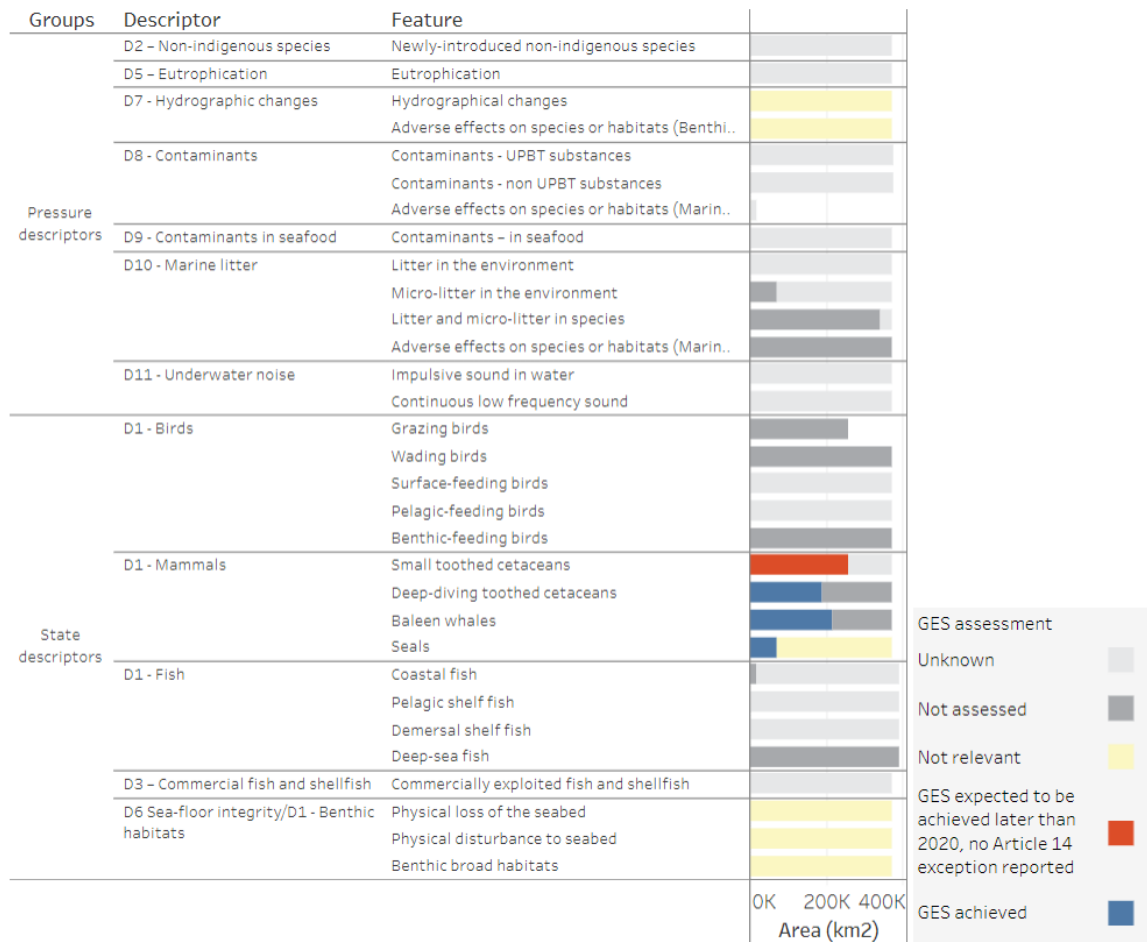 Groups Descriptor Feature
D2 – Non-indigenous species Newly-introduced non-indigenous species
D5 – Eutrophication Eutrophication
D7 - Hydrographic changes Hydrographical changes
Adverse effects on species or habitats (Benthi..
D8 - Contaminants Contaminants - UPBT substances
Contaminants - non UPBT substances
Adverse effects on species or habitats (Marin..
Pressure
descriptors
D9 - Contaminants in seafood Contaminants – in seafood
D10 - Marine litter Litter in the environment
Micro-litter in the environment
Litter and micro-litter in species
Adverse effects on species or habitats (Marin..
D11 - Underwater noise Impulsive sound in water
Continuous low frequency sound
D1 - Birds Grazing birds
Wading birds
Surface-feeding birds
Pelagic-feeding birds
Benthic-feeding birds
D1 - Mammals Small toothed cetaceans
Deep-diving toothed cetaceans
Baleen whales
Seals
State
descriptors
D1 - Fish Coastal fish
Pelagic shelf fish
Demersal shelf fish
Deep-sea fish
D3 – Commercial fish and shellfish Commercially exploited fish and shellfish
D6 Sea-floor integrity/D1 - Benthic
habitats
Physical loss of the seabed
Physical disturbance to seabed
Benthic broad habitats
0K 200K 400K
Area (km2)
GES assessment
Unknown
Not assessed
Not relevant
GES expected to be
achieved later than
2020, no Article 14
exception reported
GES achieved